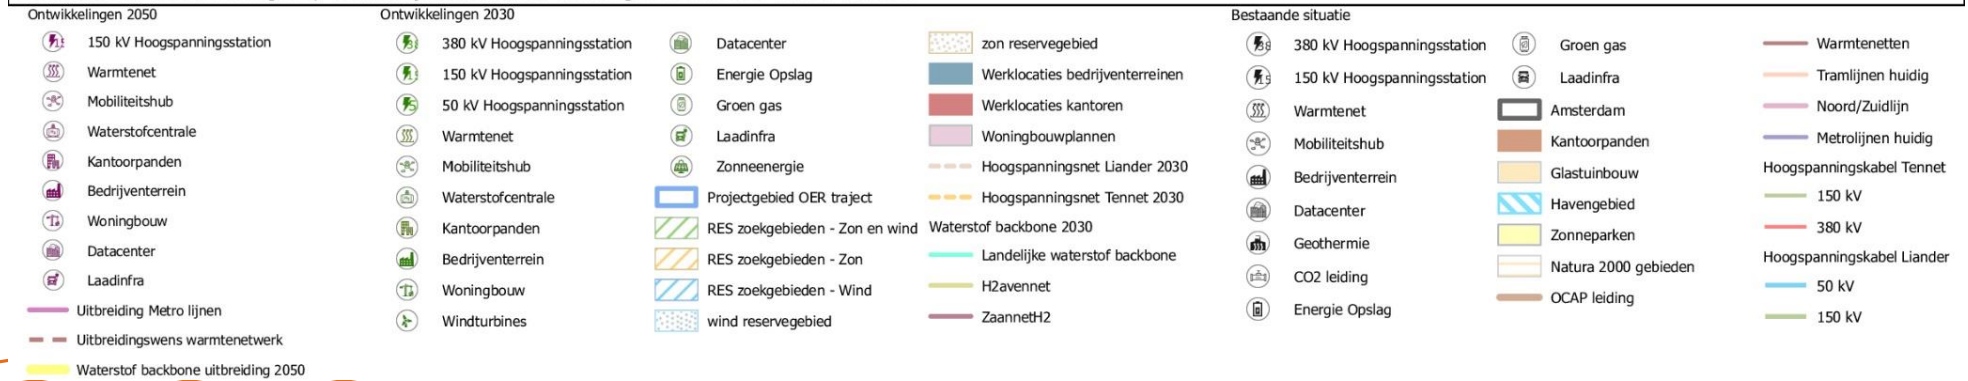 Ontwikkelingen 2050
150 kV Hoogspanningsstation
Warmtenet
Mobiliteitshub
Waterstofcentrale
Kantoorpanden
Bedrijventerrein
Woningbouw
Datacenter
Laadinfra
Uitbreiding Metro lijnen
Uitbreidingswens warmtenetwerk
Waterstof backbone uitbreiding 2050
Ontwikkelingen 2030
380 kV Hoogspanningsstation
150 kV Hoogspanningsstation
50 kV Hoogspanningsstation
Warmtenet
Mobiliteitshub
Waterstofcentrale
Kantoorpanden
Bedrijventerrein
Woningbouw
Windturbines
Datacenter
Energie Opslag
Groen gas
Laadinfra
Zonneenergie
Projectgebied OER traject
RES zoekgebieden - Zon en wind
RES zoekgebieden - Zon
RES zoekgebieden - Wind
wind reservegebied
zon reservegebied
Werklocaties bedrijventerreinen
Werklocaties kantoren
Woningbouwplannen
Hoogspanningsnet Liander 2030
Hoogspanningsnet Tennet 2030
Waterstof backbone 2030
Landelijke waterstof backbone
H2avennet
ZaannetH2
Bestaande situatie
380 kV Hoogspanningsstation
150 kV Hoogspanningsstation
Warmtenet
Mobiliteitshub
Bedrijventerrein
Datacenter
Geothermie
CO2 leiding
Energie Opslag
Groen gas
Laadinfra
Amsterdam
Kantoorpanden
Glastuinbouw
Havengebied
Zonneparken
Natura 2000 gebieden
OCAP leiding
Warmtenetten
Tramlijnen huidig
Noord/Zuidlijn
Metrolijnen huidig
Hoogspanningskabel Tennet
150 kV
380 kV
Hoogspanningskabel Liander
50 kV
150 kV